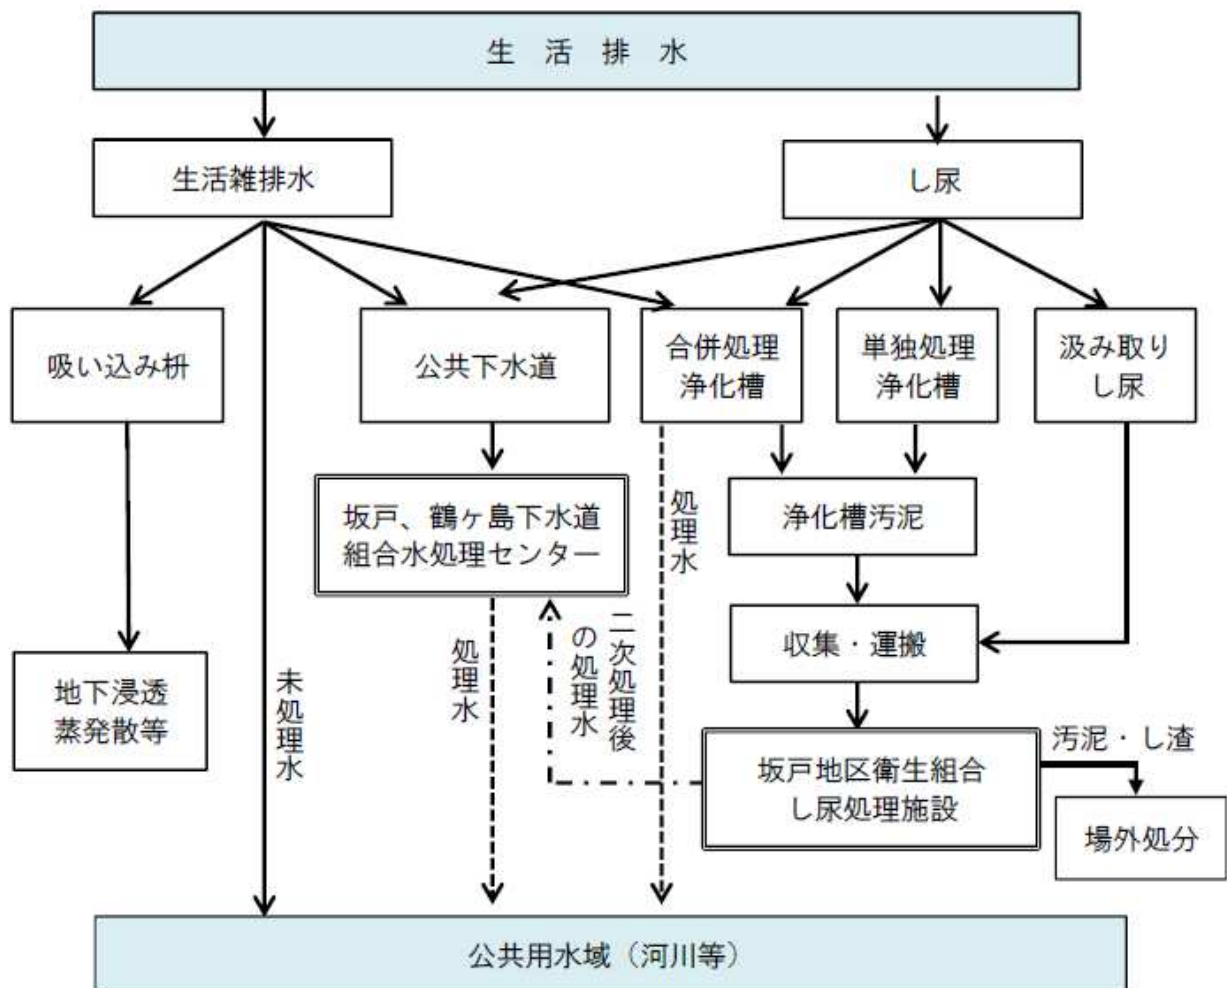 生 活 排 水
生活雑排水
し尿
吸い込み枡
公共下水道
合併処理
浄化槽
単独処理
浄化槽
汲み取り
し尿
坂戸、鶴ヶ島下水道
組合水処理センター
処理水
浄化槽汚泥
収集・運搬
地下浸透
蒸発散等
未処理水
処理水
二次処理後
の処理水
坂戸地区衛生組合
し尿処理施設
汚泥・し渣
場外処分
公共用水域（河川等）